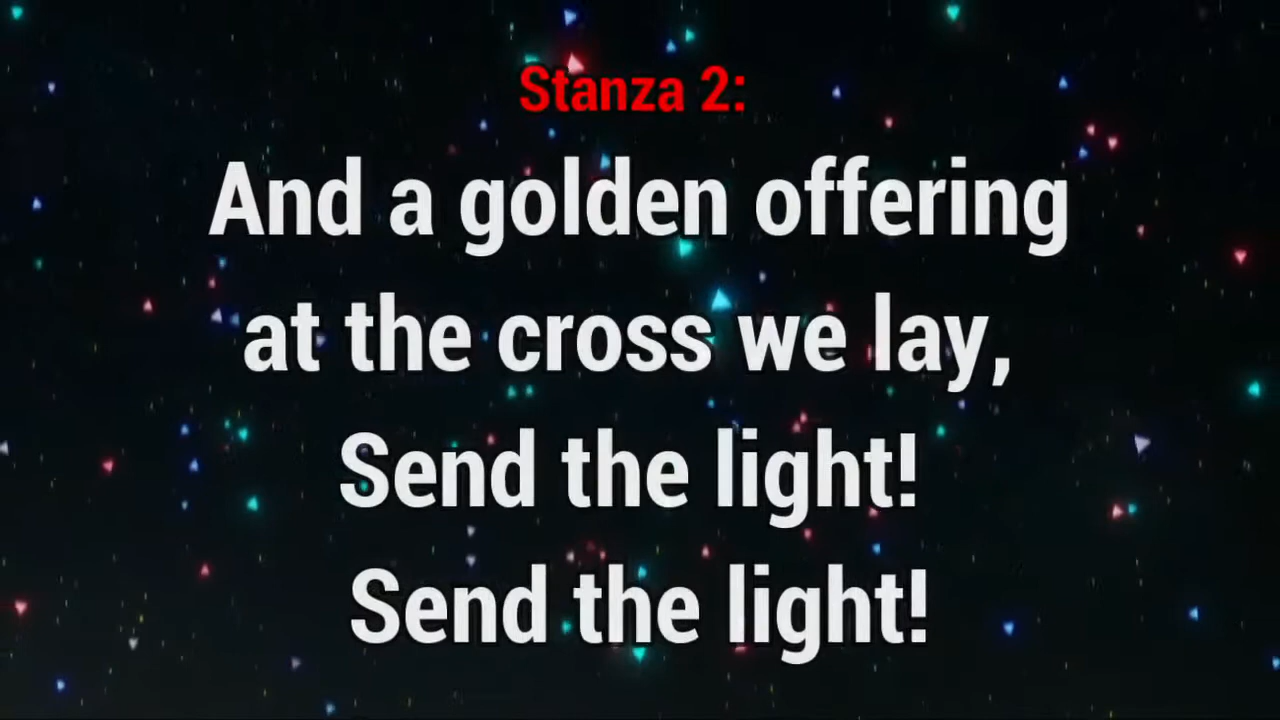 Stanza 2:
And a golden offering
at the cross we lay,
Send the light!
Send the light!